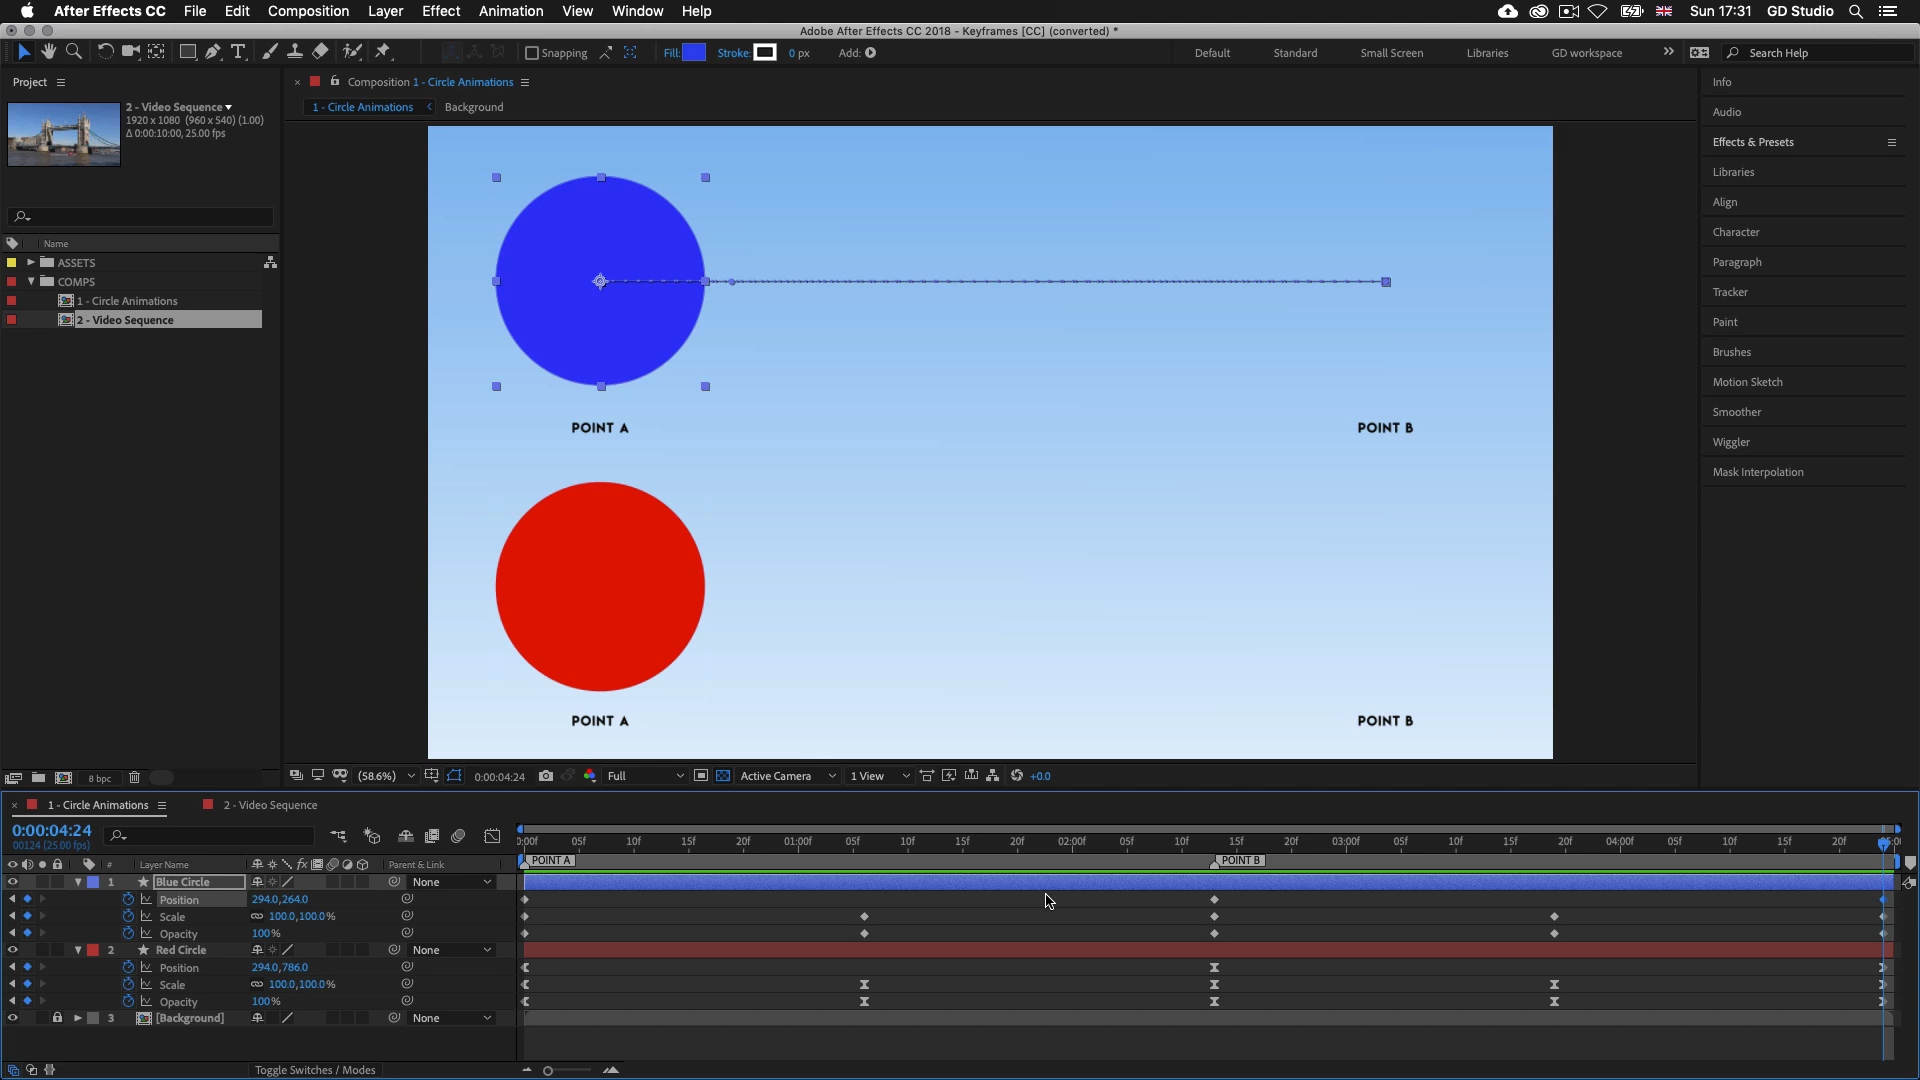 After Effects CC File Edit Composition Layer Effect Animation View Window Help Sun 17:31 GD Studio
Adobe After Effects CC 2018 - Keyframes [CC] (converted) *
Snapping Fill: Stroke: 0 px Add: Default Standard Small Screen Libraries GD workspace Search Help
Project
2 - Video Sequence
1920 x 1080 (960 x 540) (1.00)
Δ 0:00:10:00, 25.00 fps
Name
ASSETS
COMPS
1 - Circle Animations
2 - Video Sequence
8 bpc
Composition 1 - Circle Animations
1 - Circle Animations Background
POINT A POINT B
POINT A POINT B
(58.6%) 0:00:04:24 Full Active Camera 1 View +0.0
Info
Audio
Effects & Presets
Libraries
Align
Character
Paragraph
Tracker
Paint
Brushes
Motion Sketch
Smoother
Wiggler
Mask Interpolation
1 - Circle Animations 2 - Video Sequence
0:00:04:24
00124 (25.00 fps)
05f 10f 15f 20f 01:00f 05f 10f 15f 20f 02:00f 05f 10f 15f 20f 03:00f 05f 10f 15f 20f 04:00f 05f 10f 15f 20f
POINT A POINT B
# Layer Name fx Parent & Link
1 Blue Circle None
Position 294.0,264.0
Scale 100.0,100.0%
Opacity 100%
2 Red Circle None
Position 294.0,786.0
Scale 100.0,100.0%
Opacity 100%
3 [Background] None
Toggle Switches / Modes